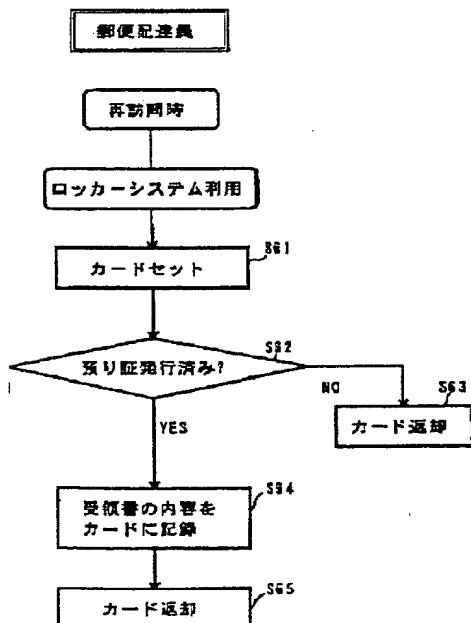 郵便配達員
再訪問時
ロッカーシステム利用
S61
カードセット
S62
預り証発行済み?
NO
S63
カード返却
YES
S64
受領書の内容を
カードに記録
S65
カード返却